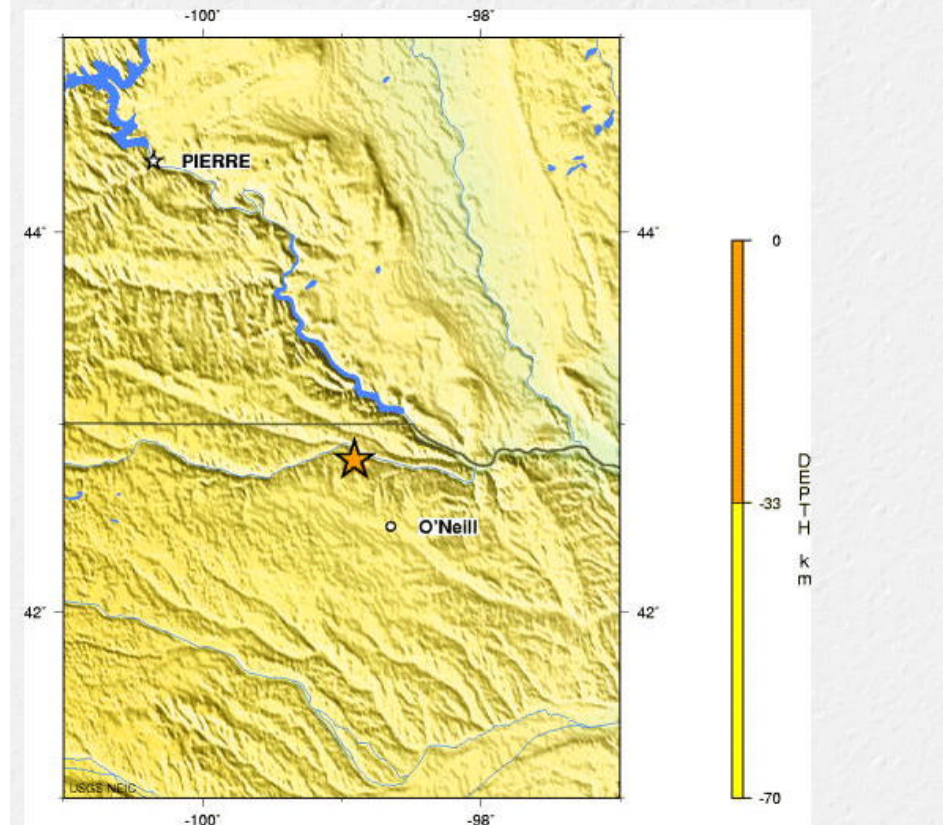 -100° -98°
PIERRE
44° 44°
0
-33
DEPTH km
O'Neill
42° 42°
-70
USGS NEIC
-100° -98°